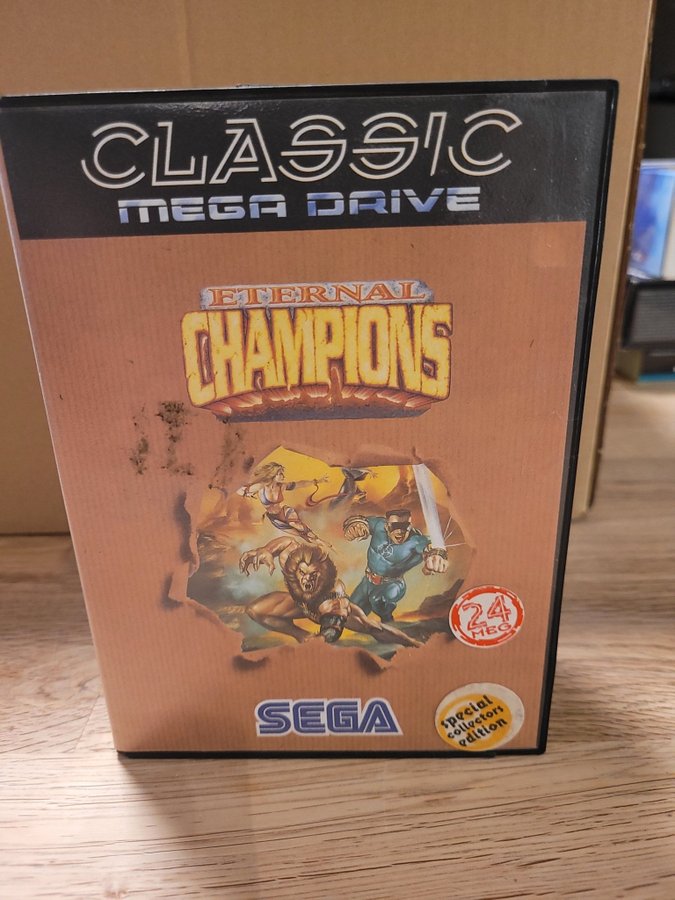 CLASSIC
MEGA DRIVE
ETERNAL
CHAMPIONS
24
MEG
SEGA
special
collectors
edition